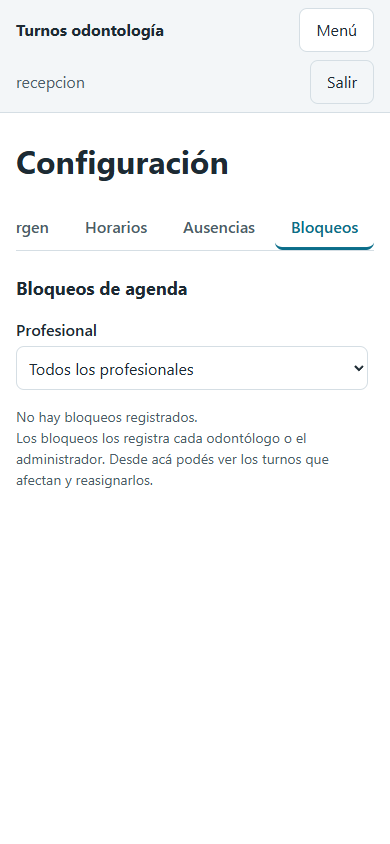 Turnos odontología
Menú
recepcion
Salir
Configuración
rgen
Horarios
Ausencias
Bloqueos
Bloqueos de agenda
Profesional
Todos los profesionales
No hay bloqueos registrados.
Los bloqueos los registra cada odontólogo o el
administrador. Desde acá podés ver los turnos que
afectan y reasignarlos.